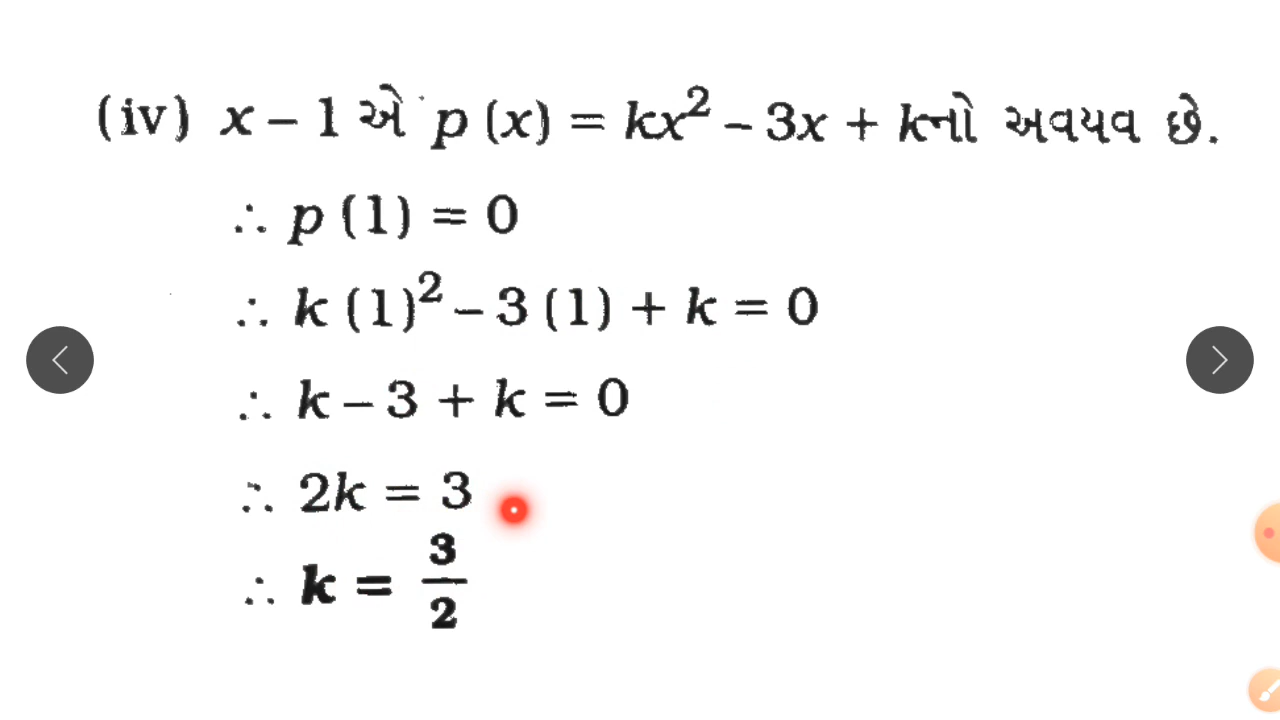 (iv) x – 1 એ p (x) = kx² – 3x + kનો અવયવ છે.
∴ p (1) = 0
∴ k (1)² – 3 (1) + k = 0
∴ k – 3 + k = 0
∴ 2k = 3
∴ k = 3/2